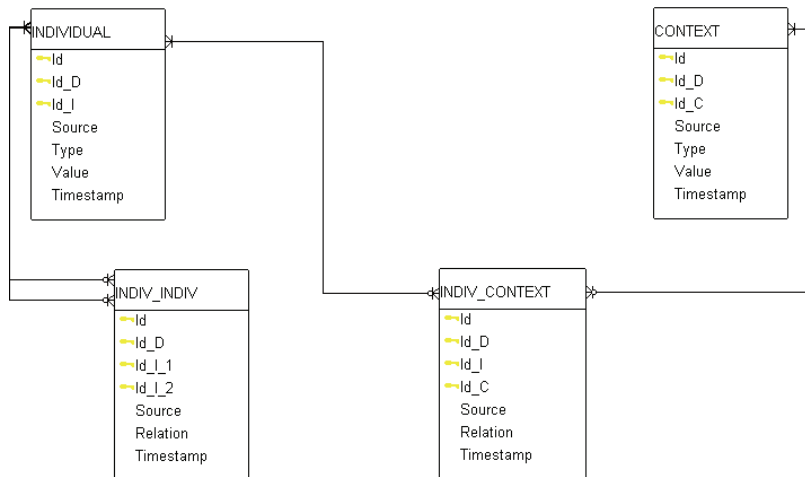 INDIVIDUAL
Id
Id_D
Id_I
Source
Type
Value
Timestamp
CONTEXT
Id
Id_D
Id_C
Source
Type
Value
Timestamp
INDIV_INDIV
Id
Id_D
Id_I_1
Id_I_2
Source
Relation
Timestamp
INDIV_CONTEXT
Id
Id_D
Id_I
Id_C
Source
Relation
Timestamp